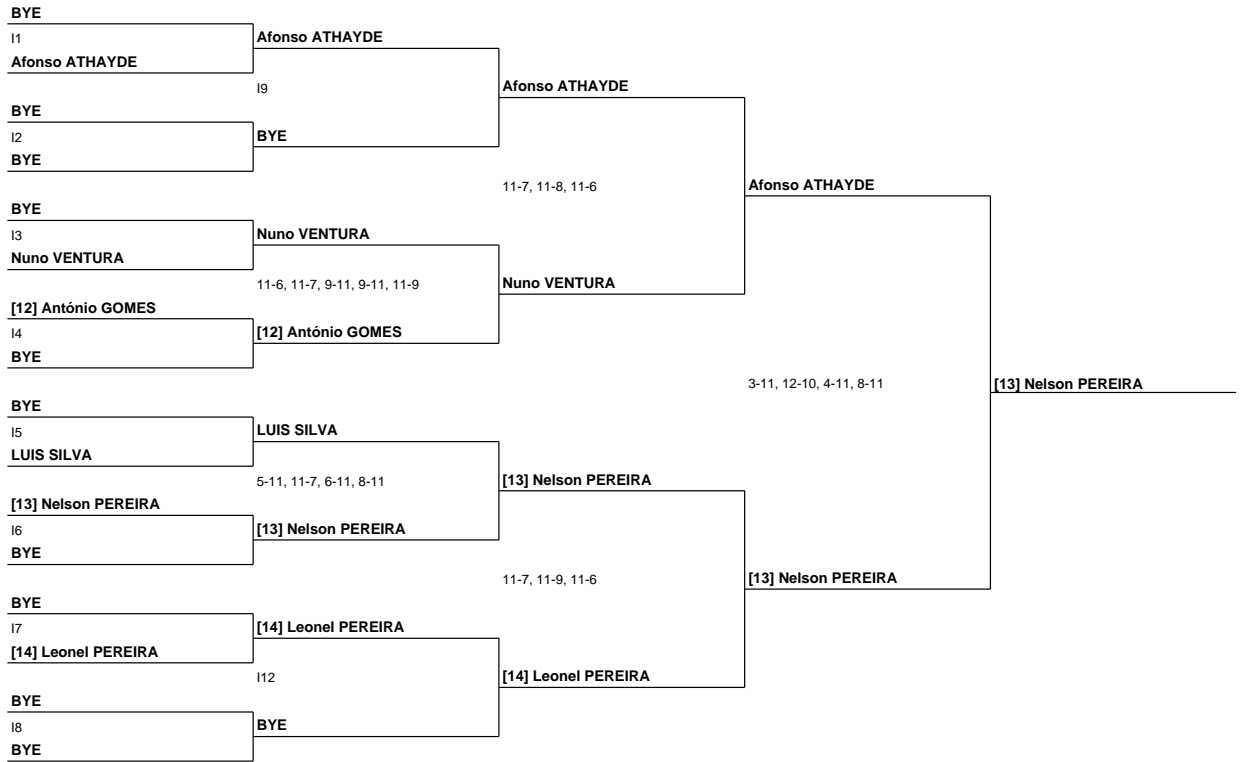 BYE
I1
Afonso ATHAYDE
BYE
I2
BYE
BYE
I3
Nuno VENTURA
[12] António GOMES
I4
BYE
BYE
I5
LUIS SILVA
[13] Nelson PEREIRA
I6
BYE
BYE
I7
[14] Leonel PEREIRA
BYE
I8
BYE
Afonso ATHAYDE
I9
BYE
Nuno VENTURA
11-6, 11-7, 9-11, 9-11, 11-9
[12] António GOMES
LUIS SILVA
5-11, 11-7, 6-11, 8-11
[13] Nelson PEREIRA
[14] Leonel PEREIRA
I12
BYE
Afonso ATHAYDE
11-7, 11-8, 11-6
Nuno VENTURA
[13] Nelson PEREIRA
11-7, 11-9, 11-6
[14] Leonel PEREIRA
Afonso ATHAYDE
3-11, 12-10, 4-11, 8-11
[13] Nelson PEREIRA
[13] Nelson PEREIRA